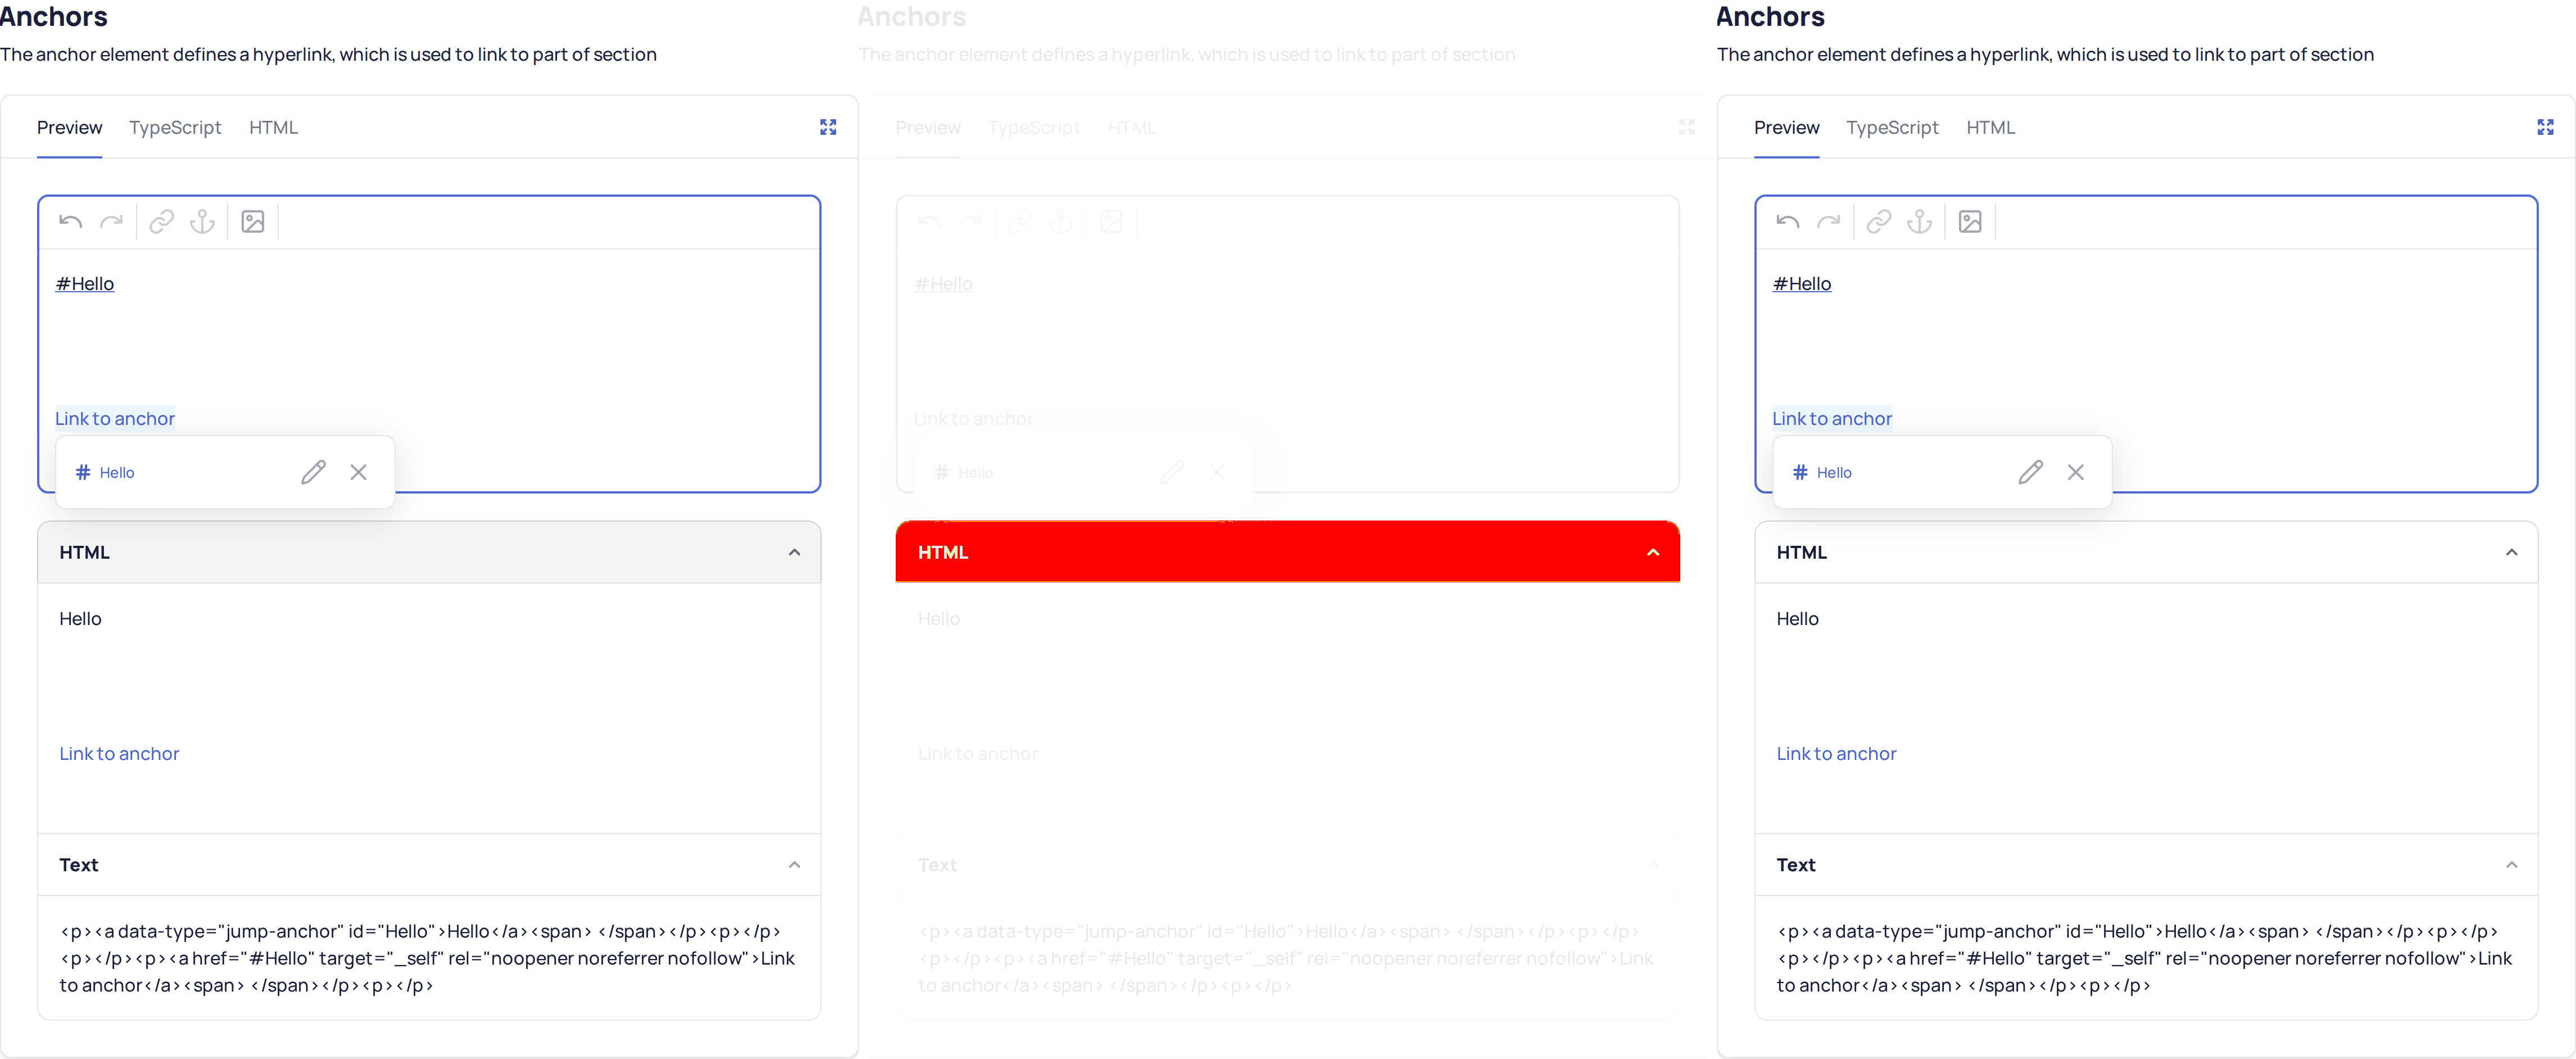 Anchors
The anchor element defines a hyperlink, which is used to link to part of section
Preview TypeScript HTML
#Hello
Link to anchor
# Hello
HTML
Hello
Link to anchor
Text
<p><a data-type="jump-anchor" id="Hello">Hello</a><span> </span></p><p></p>
<p></p><p><a href="#Hello" target="_self" rel="noopener noreferrer nofollow">Link
to anchor</a><span> </span></p><p></p>
Anchors
The anchor element defines a hyperlink, which is used to link to part of section
Preview TypeScript HTML
#Hello
Link to anchor
# Hello
HTML
Hello
Link to anchor
Text
<p><a data-type="jump-anchor" id="Hello">Hello</a><span> </span></p><p></p>
<p></p><p><a href="#Hello" target="_self" rel="noopener noreferrer nofollow">Link
to anchor</a><span> </span></p><p></p>
Anchors
The anchor element defines a hyperlink, which is used to link to part of section
Preview TypeScript HTML
#Hello
Link to anchor
# Hello
HTML
Hello
Link to anchor
Text
<p><a data-type="jump-anchor" id="Hello">Hello</a><span> </span></p><p></p>
<p></p><p><a href="#Hello" target="_self" rel="noopener noreferrer nofollow">Link
to anchor</a><span> </span></p><p></p>